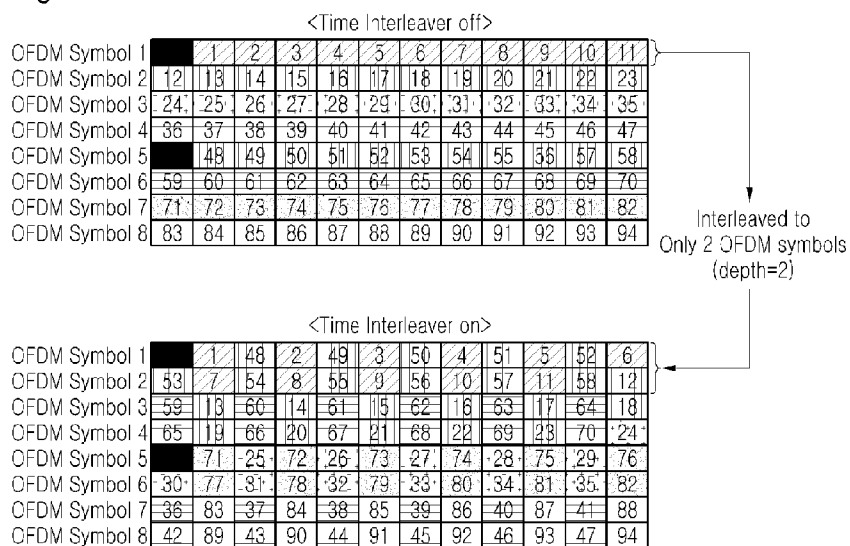 <Time Interleaver off>
OFDM Symbol 1 1 2 3 4 5 6 7 8 9 10 11
OFDM Symbol 2 12 13 14 15 16 17 18 19 20 21 22 23
OFDM Symbol 3 24 25 26 27 28 29 30 31 32 33 34 35
OFDM Symbol 4 36 37 38 39 40 41 42 43 44 45 46 47
OFDM Symbol 5 48 49 50 51 52 53 54 55 56 57 58
OFDM Symbol 6 59 60 61 62 63 64 65 66 67 68 69 70
OFDM Symbol 7 71 72 73 74 75 76 77 78 79 80 81 82
OFDM Symbol 8 83 84 85 86 87 88 89 90 91 92 93 94
Interleaved to
Only 2 OFDM symbols
(depth=2)
<Time Interleaver on>
OFDM Symbol 1 1 48 2 49 3 50 4 51 5 52 6
OFDM Symbol 2 53 7 54 8 55 9 56 10 57 11 58 12
OFDM Symbol 3 59 13 60 14 61 15 62 16 63 17 64 18
OFDM Symbol 4 65 19 66 20 67 21 68 22 69 23 70 24
OFDM Symbol 5 71 25 72 26 73 27 74 28 75 29 76
OFDM Symbol 6 30 77 31 78 32 79 33 80 34 81 35 82
OFDM Symbol 7 36 83 37 84 38 85 39 86 40 87 41 88
OFDM Symbol 8 42 89 43 90 44 91 45 92 46 93 47 94